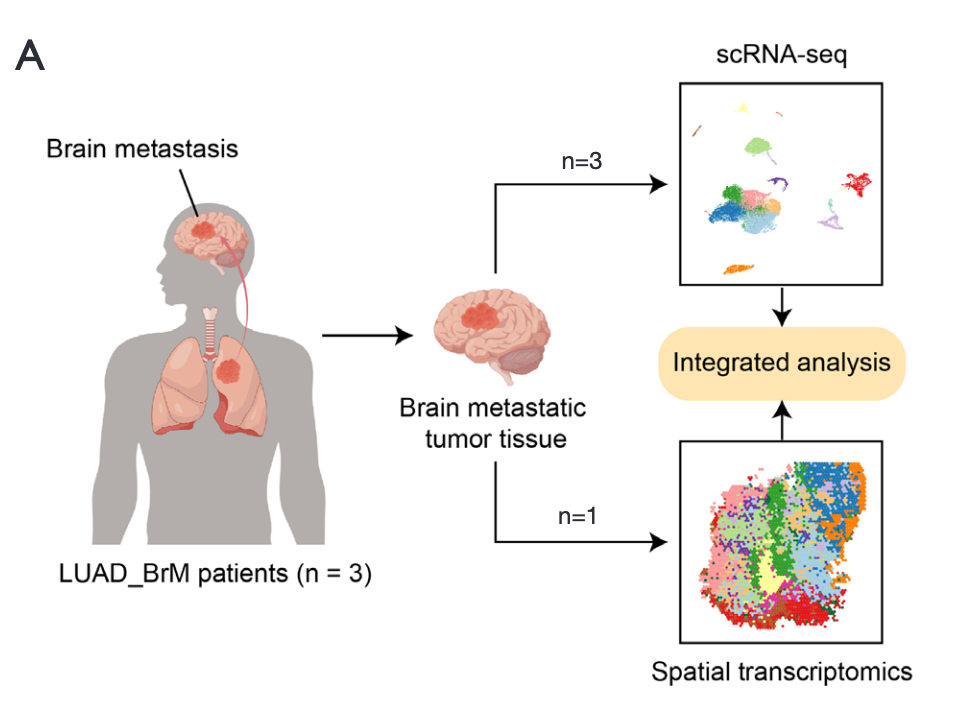 A
scRNA-seq
Brain metastasis
n=3
Integrated analysis
Brain metastatic
tumor tissue
n=1
LUAD_BrM patients (n = 3)
Spatial transcriptomics